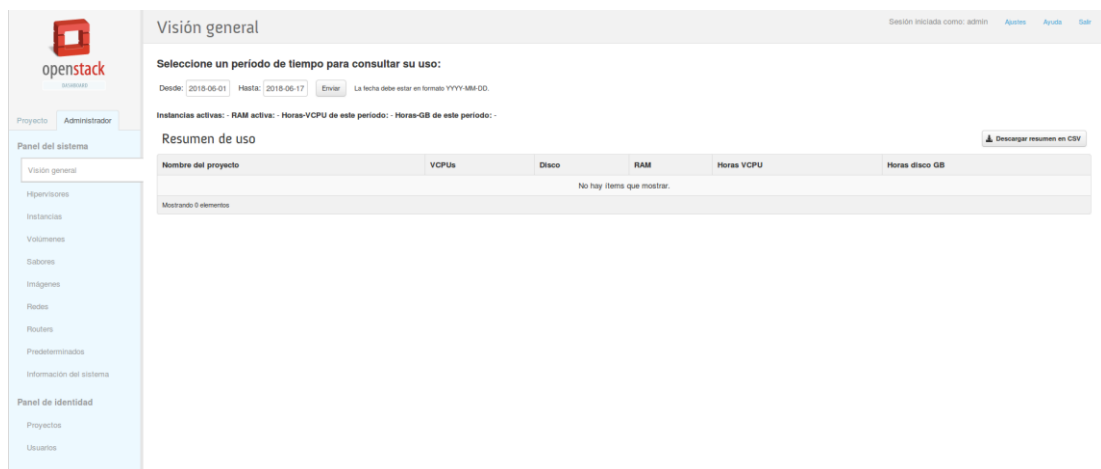 openstack
DASHBOARD
Proyecto Administrador
Panel del sistema
Visión general
Hipervisores
Instancias
Volúmenes
Sabores
Imágenes
Redes
Routers
Predeterminados
Información del sistema
Panel de identidad
Proyectos
Usuarios
Visión general
Sesión iniciada como: admin Ajustes Ayuda Salir
Seleccione un período de tiempo para consultar su uso:
Desde: 2018-06-01 Hasta: 2018-06-17 Enviar La fecha debe estar en formato YYYY-MM-DD.
Instancias activas: - RAM activa: - Horas-VCPU de este periodo: - Horas-GB de este periodo: -
Resumen de uso
Descargar resumen en CSV
Nombre del proyecto VCPUs Disco RAM Horas VCPU Horas disco GB
No hay ítems que mostrar.
Mostrando 0 elementos